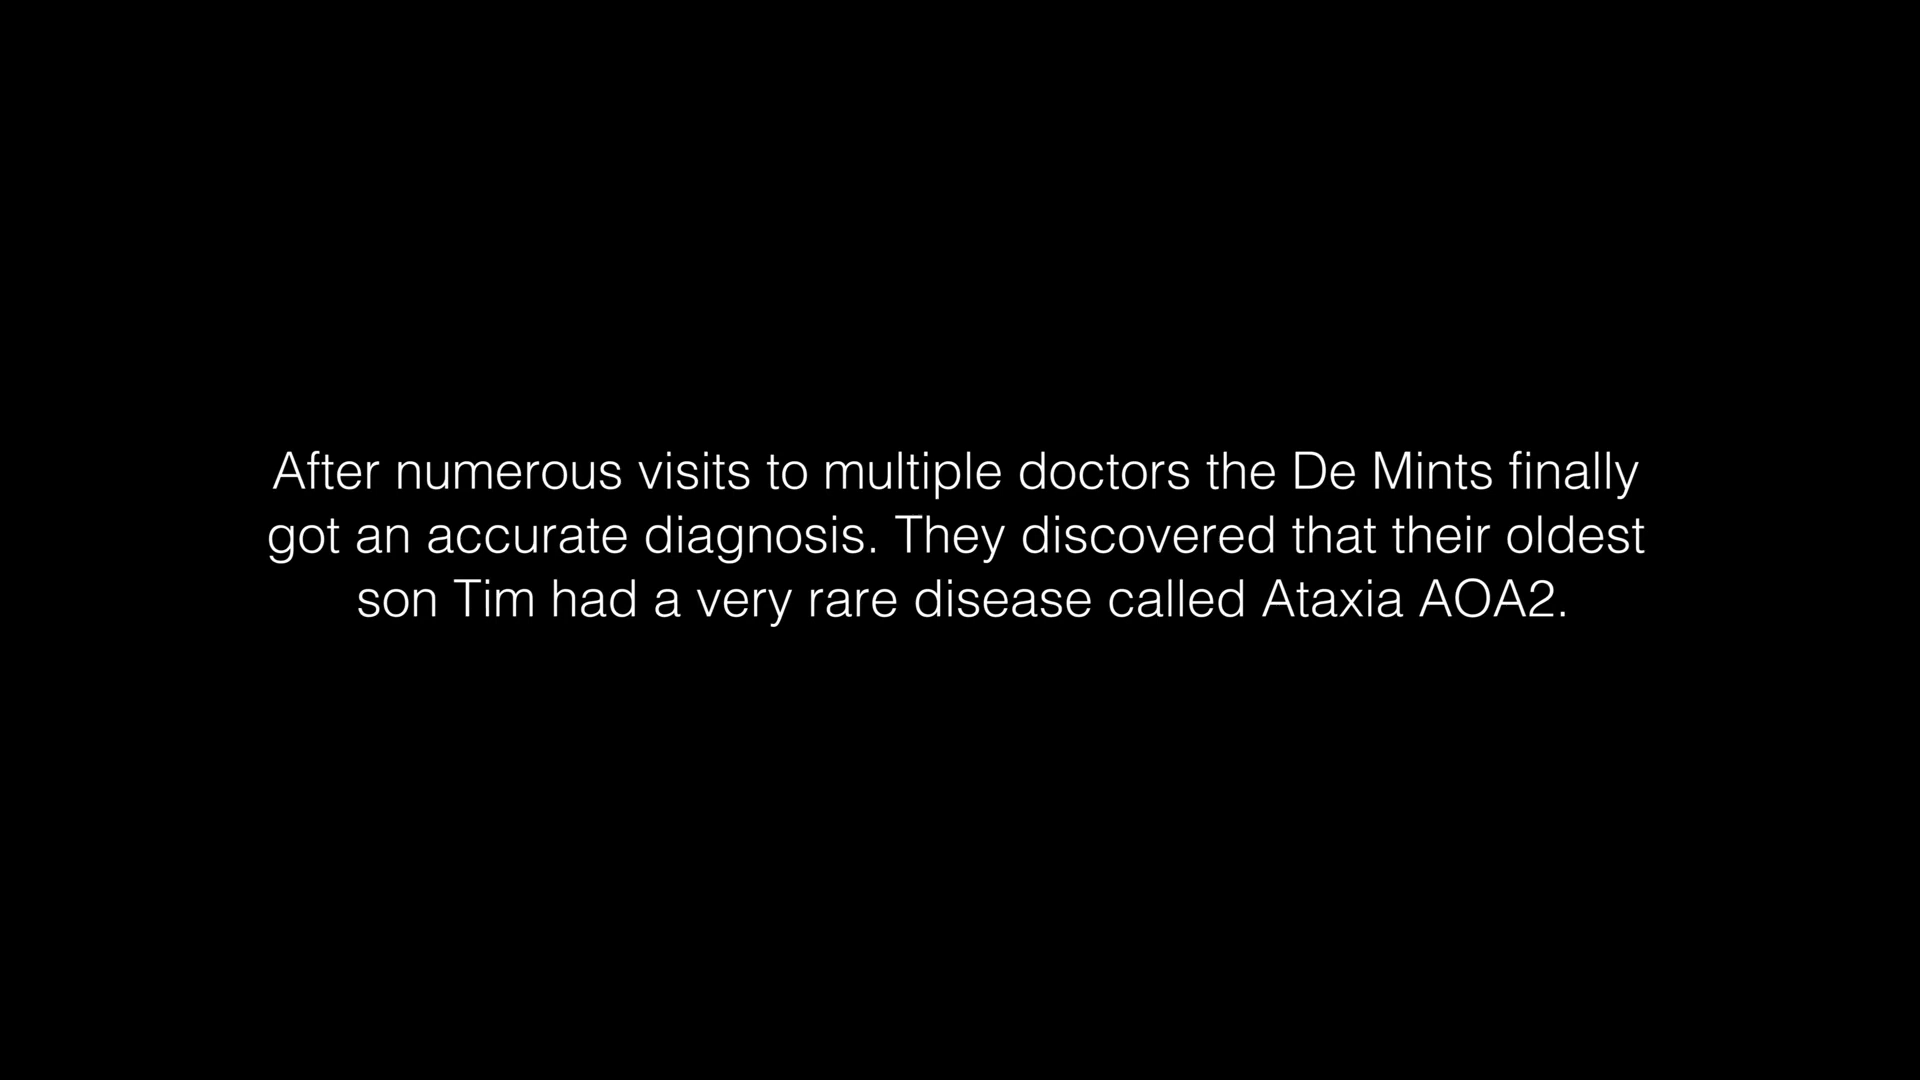 After numerous visits to multiple doctors the De Mints finally
got an accurate diagnosis. They discovered that their oldest
son Tim had a very rare disease called Ataxia AOA2.